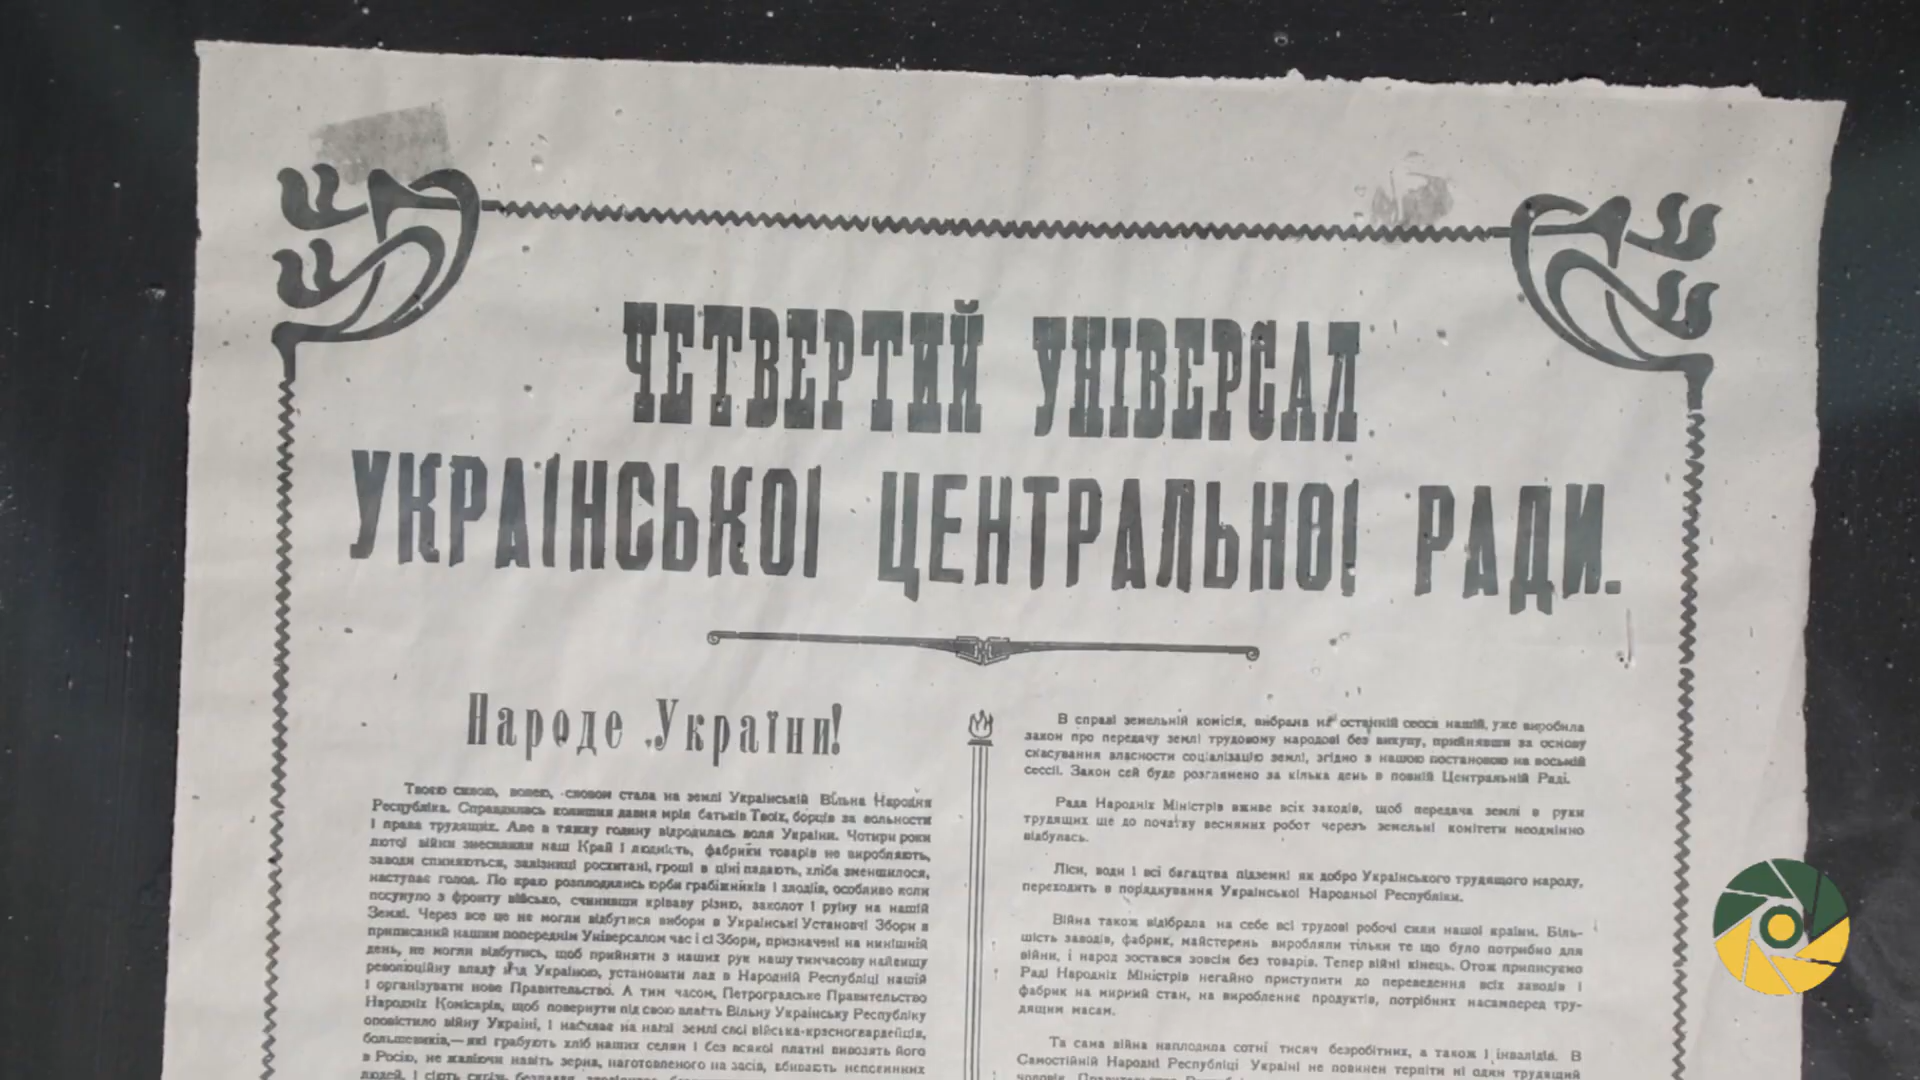 ЧЕТВЕРТИЙ УНІВЕРСАЛ
УКРАЇНСЬКОЇ ЦЕНТРАЛЬНОЇ РАДИ.
Народе України!
Твоєю силою, волею, словом стала на землі Українській Вільна Народня
Республіка. Справдилась колишня давня мрія батьків Твоїх, борців за вольности
і права трудящих. Але в тяжку годину відродилась воля України. Чотири роки
лютої війни знесилили наш Край і людність, фабрики товарів не вироблюють,
заводи спиняються, залізниці росхитані, гроші в ціні падають, хліба зменшилося,
наступає голод. По краю розплодились юрби грабіжників і злодіїв, особливо коли
посунуло з фронту військо, счинивши кріваву різню, заколот і руїну на нашій
Землі. Через все це не могли відбутися вибори в Українські Установчі Збори в
приписаний нашим попереднім Універсалом час і сі Збори, призначені на нинішній
день, не могли відбутись, щоб прийняти з наших рук нашу тимчасову найвищу
революційну владу над Україною, установити лад в Народній Республіці нашій
і організувати нове Правительство. А тим часом, Петроградське Правительство
Народніх Комісарів, щоб повернути під свою власть Вільну Українську Республіку
оповістило війну Україні, і насилає на наші землі свої війська-красногвардейців,
большевиків,— які грабують хліб наших селян і без всякої платні вивозять його
в Росію, не жаліючи навіть зерна, наготовленого на засів, вбивають неповинних
людей, і сіють скрізь
В справі земельній комісія, вибрана на останній сессії нашій, уже виробила
закон про передачу землі трудовому народові без викупу, прийнявши за основу
скасування власности і соціалізацію землі, згідно з нашою постановою на восьмій
сессії. Закон сей буде розглянено за кілька день в повній Центральній Раді.
Рада Народніх Міністрів вживе всіх заходів, щоб передача землі в руки
трудящих ще до початку весняних робот черезъ земельні комітети неодмінно
відбулась.
Ліси, води і всі багацтва підземні як добро Українського трудящого народу,
переходить в порядкування Української Народньої Республіки.
Війна також відібрала на себе всі трудові робочі сили нашої країни. Біль-
шість заводів, фабрик, майстерень виробляли тільки те що було потрібно для
війни, і народ зостався зовсім без товарів. Тепер війні кінець. Отож приписуємо
Раді Народніх Міністрів негайно приступити до переведення всіх заводів і
фабрик на мирний стан, на вироблення продуктів, потрібних насамперед тру-
дящим масам.
Та сама війна наплодила сотні тисяч безробітних, а також і інвалідів. В
Самостійній Народні Республіці Україні не повинен терпіти ні один трудящий
чоловік. Правительство